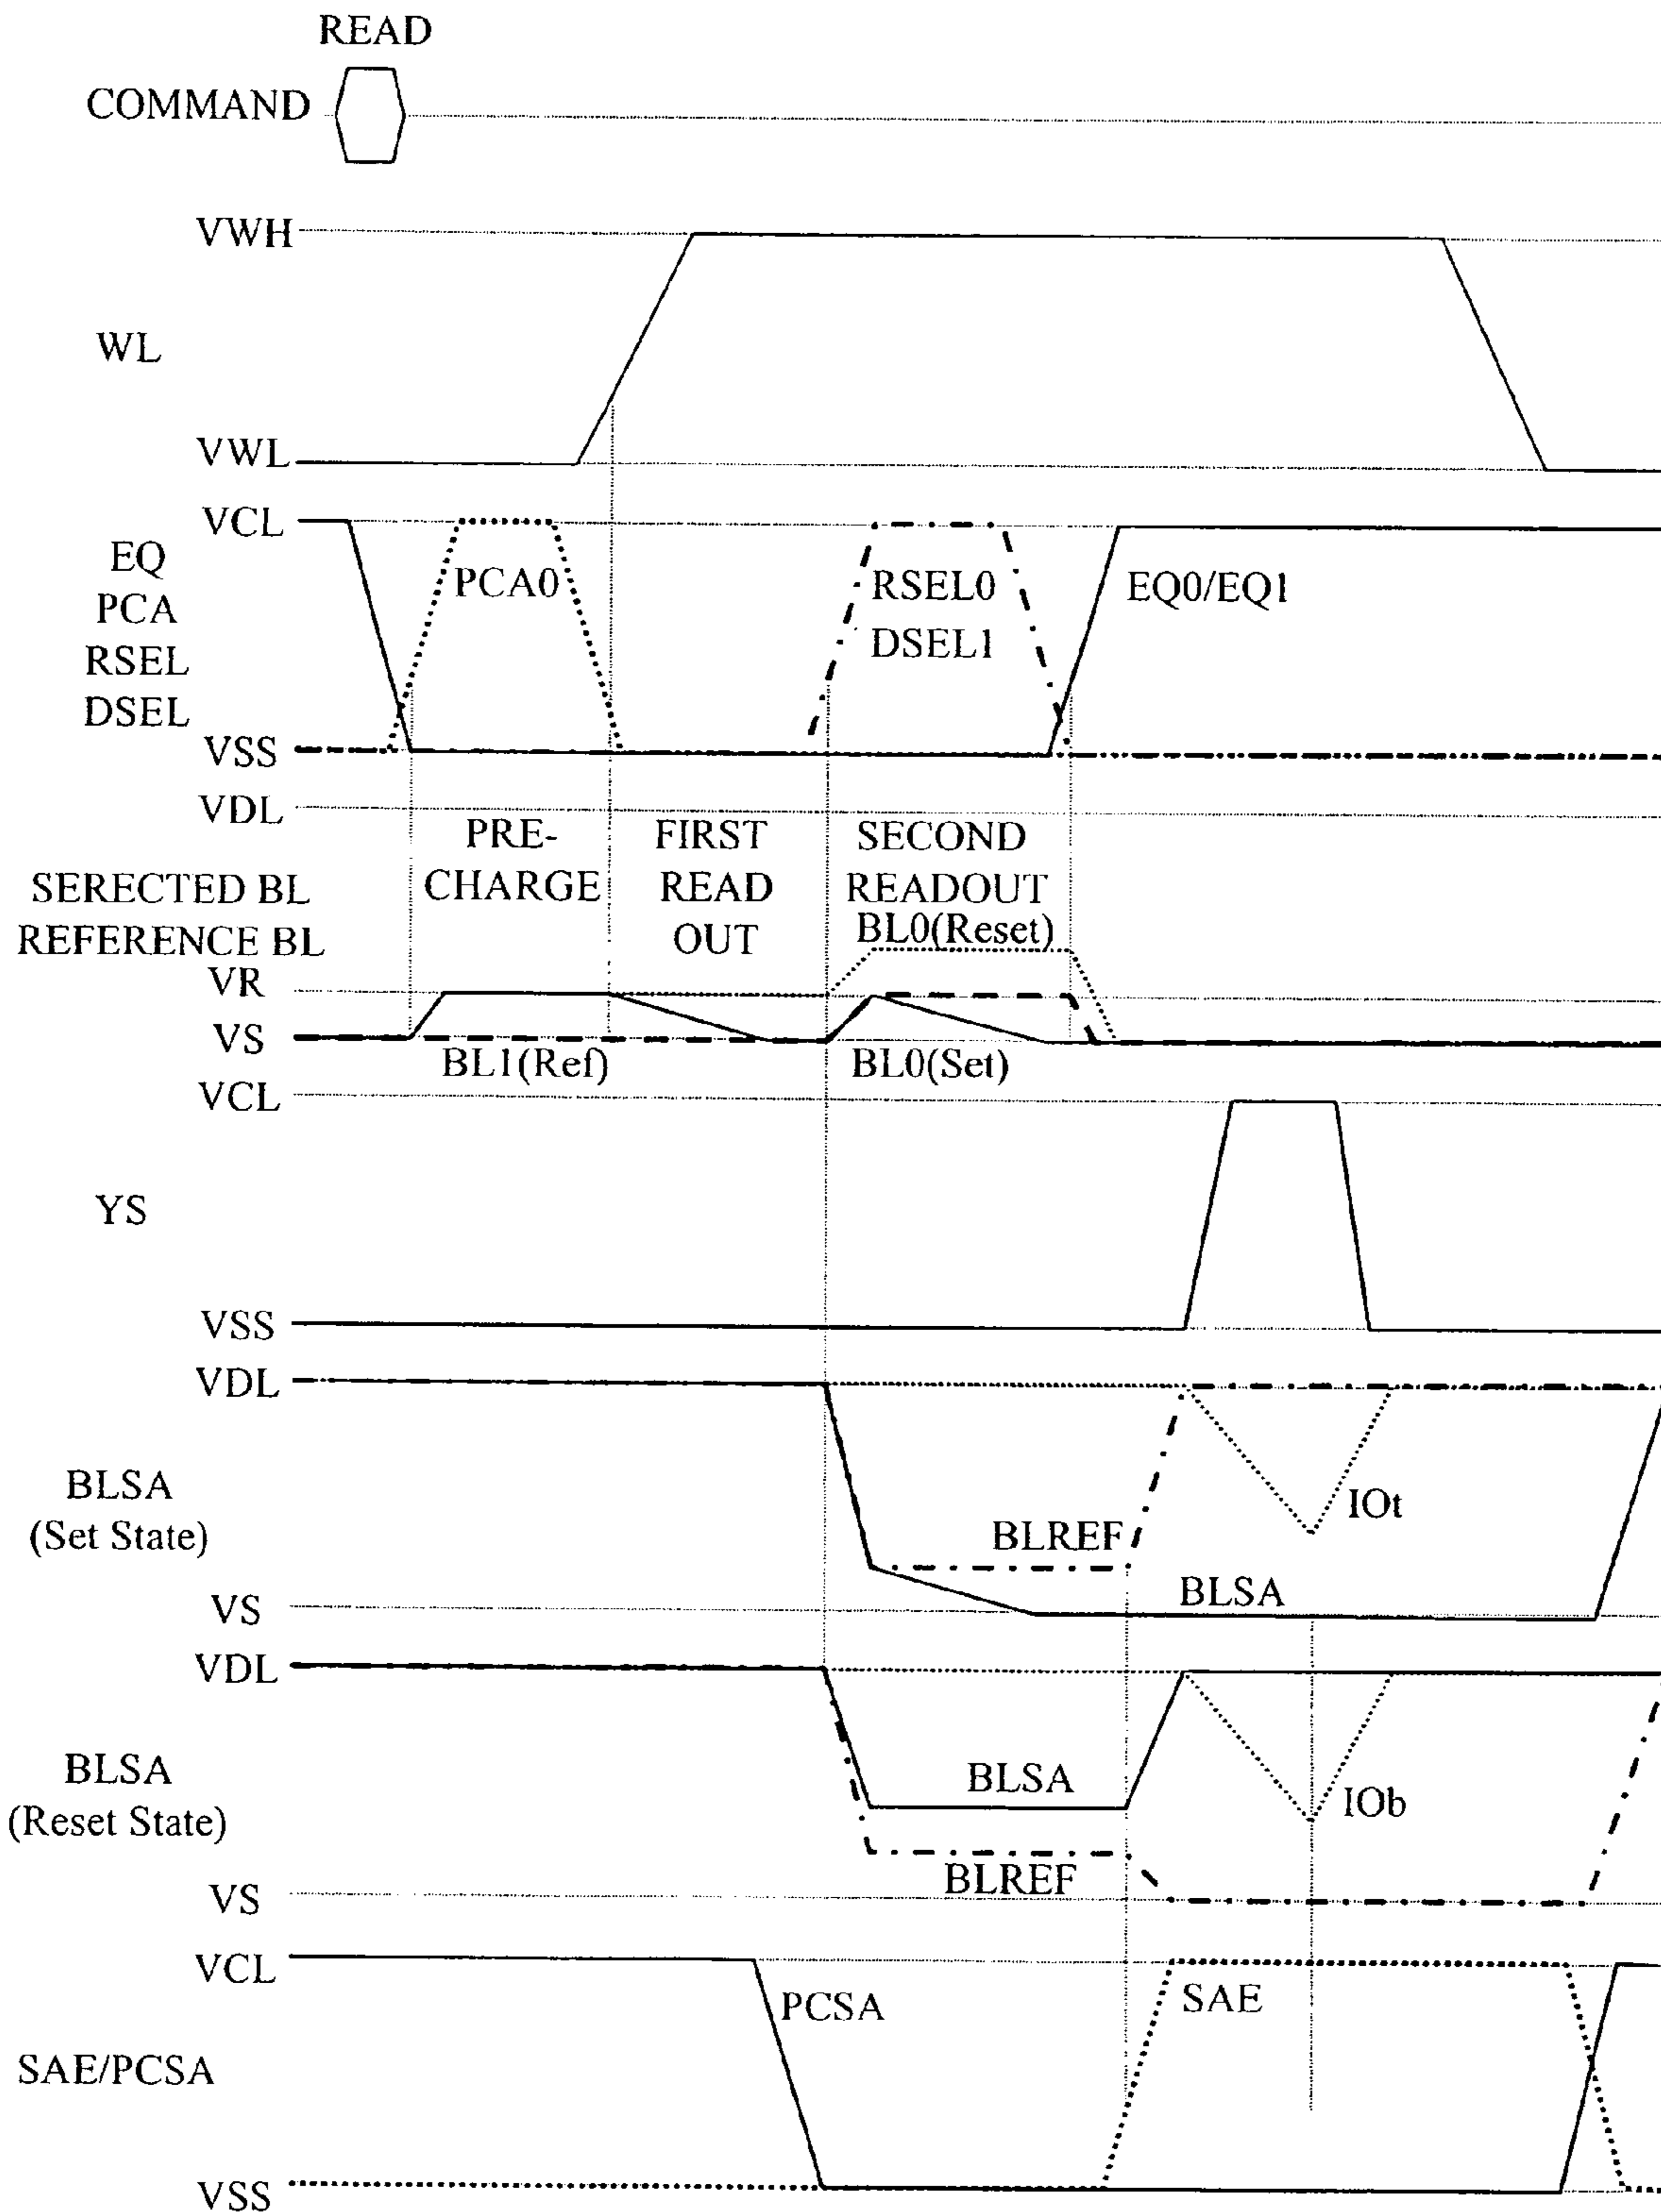 READ
COMMAND
VWH
WL
VWL
VCL
EQ
PCA
RSEL
DSEL
PCA0
RSEL0
DSEL1
EQ0/EQ1
VSS
VDL
PRE-
CHARGE
FIRST
READ
OUT
SECOND
READOUT
SERECTED BL
REFERENCE BL
BL0(Reset)
VR
VS
BL1(Ref)
BL0(Set)
VCL
YS
VSS
VDL
BLSA
(Set State)
BLREF
IOt
BLSA
VS
VDL
BLSA
(Reset State)
BLSA
IOb
BLREF
VS
VCL
PCSA
SAE
SAE/PCSA
VSS